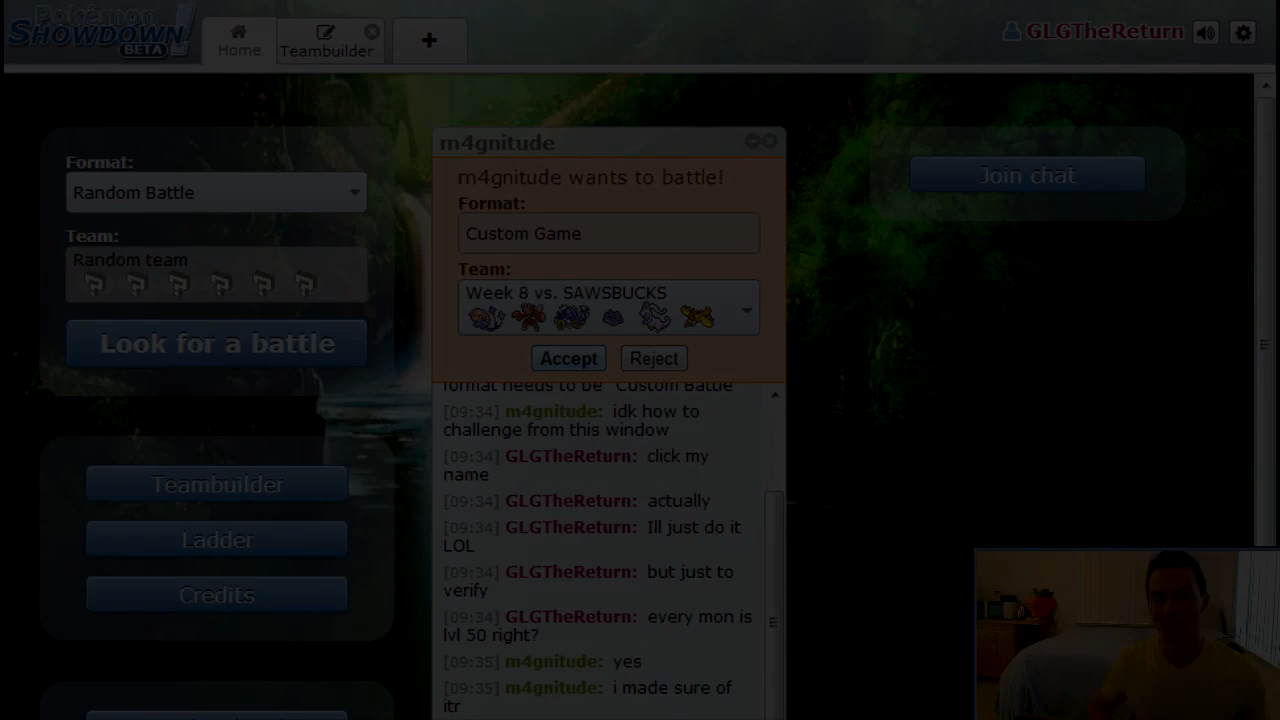 Pokémon
SHOWDOWN!
BETA
Home
Teambuilder
+
GLGTheReturn
Format:
Random Battle
Team:
Random team
? ? ? ? ? ?
Look for a battle
Teambuilder
Ladder
Credits
m4gnitude
m4gnitude wants to battle!
Format:
Custom Game
Team:
Week 8 vs. SAWSBUCKS
Accept Reject
format needs to be "Custom Battle"
[09:34] m4gnitude: idk how to
challenge from this window
[09:34] GLGTheReturn: click my
name
[09:34] GLGTheReturn: actually
[09:34] GLGTheReturn: Ill just do it
LOL
[09:34] GLGTheReturn: but just to
verify
[09:34] GLGTheReturn: every mon is
lvl 50 right?
[09:35] m4gnitude: yes
[09:35] m4gnitude: i made sure of
itr
Join chat